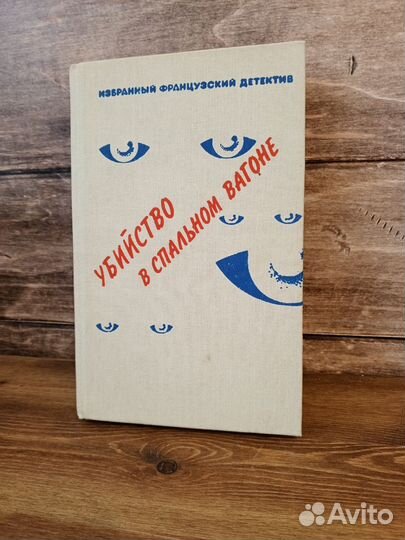 ИЗБРАННЫЙ ФРАНЦУЗСКИЙ ДЕТЕКТИВ
УБИЙСТВО
В СПАЛЬНОМ ВАГОНЕ
Avito